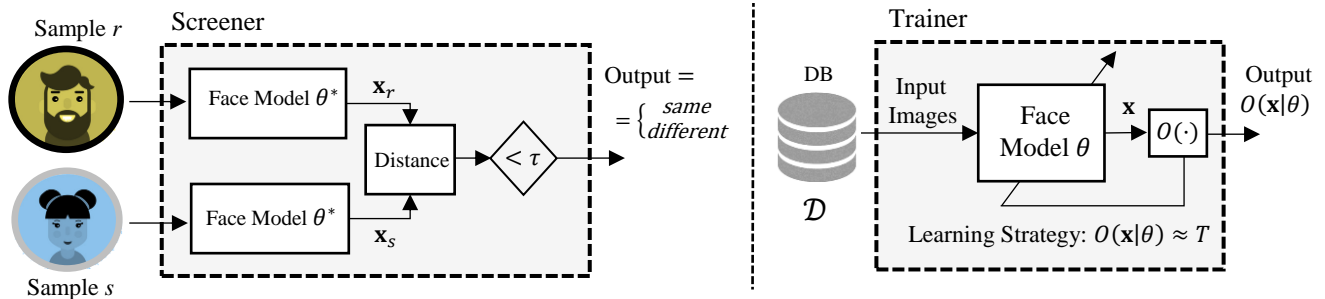 Sample r
Screener
Face Model θ*
x_r
Distance
< τ
Output =
= { same
different
Face Model θ*
x_s
Sample s
Trainer
DB
𝒟
Input
Images
Face
Model θ
x
O(·)
Output
O(x|θ)
Learning Strategy: O(x|θ) ≈ T